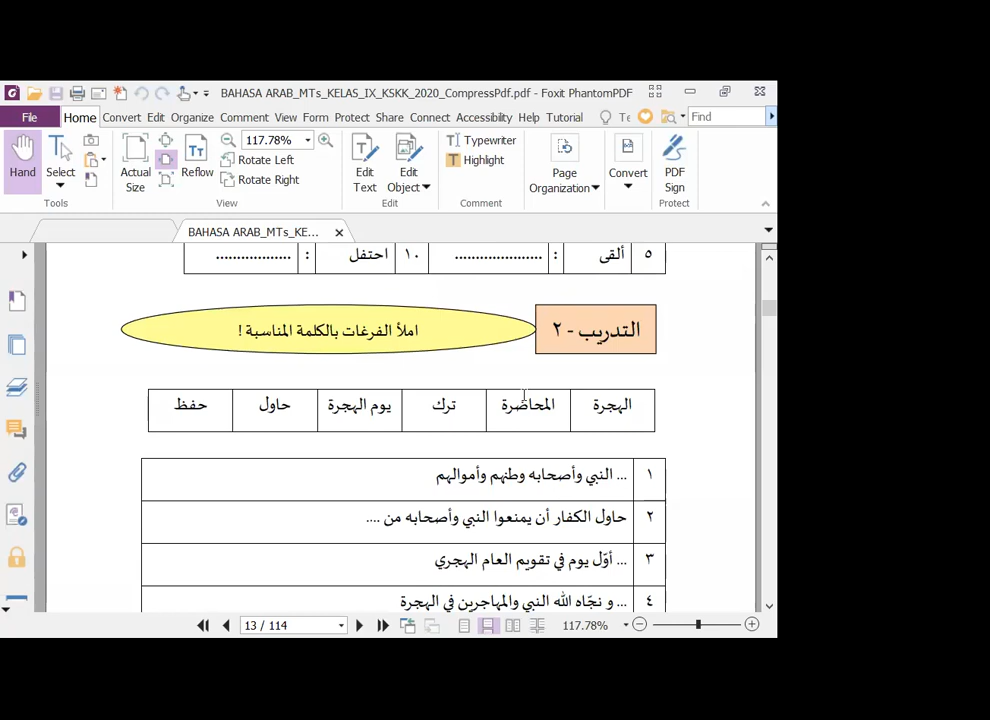 BAHASA ARAB_MTs_KELAS_IX_KSKK_2020_CompressPdf.pdf - Foxit PhantomPDF
File Home Convert Edit Organize Comment View Form Protect Share Connect Accessibility Help Tutorial Te Find
Hand Select Actual Size Reflow 117.78% Rotate Left Rotate Right Edit Text Edit Object Typewriter Highlight Page Organization Convert PDF Sign
Tools View Edit Comment Protect
BAHASA ARAB_MTs_KE...
٥ ألقى : ..................... ١٠ احتفل : ..................
التدريب - ٢ املأ الفرغات بالكلمة المناسبة !
الهجرة المحاضرة ترك يوم الهجرة حاول حفظ
١ ... النبي وأصحابه وطنهم وأموالهم
٢ حاول الكفار أن يمنعوا النبي وأصحابه من ....
٣ ... أوّل يوم في تقويم العام الهجري
٤ ... و نجّاه الله النبي والمهاجرين في الهجرة
13 / 114 117.78%